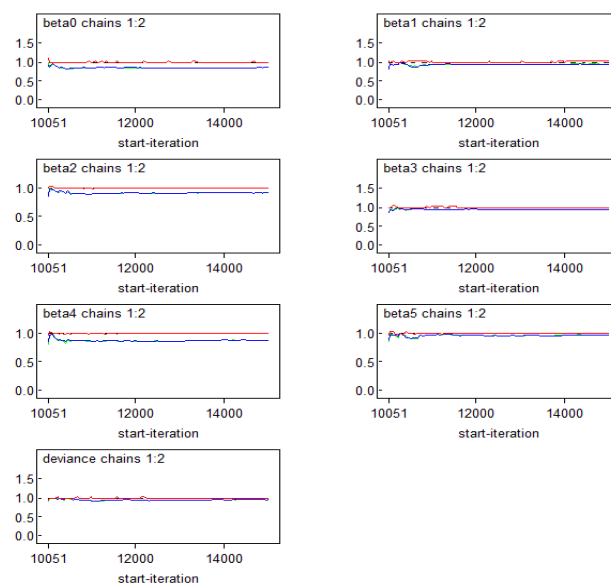 beta0 chains 1:2
1.5
1.0
0.5
0.0
10051 12000 14000
start-iteration
beta1 chains 1:2
1.5
1.0
0.5
0.0
10051 12000 14000
start-iteration
beta2 chains 1:2
1.0
0.5
0.0
10051 12000 14000
start-iteration
beta3 chains 1:2
1.5
1.0
0.5
0.0
10051 12000 14000
start-iteration
beta4 chains 1:2
1.0
0.5
0.0
10051 12000 14000
start-iteration
beta5 chains 1:2
1.0
0.5
0.0
10051 12000 14000
start-iteration
deviance chains 1:2
1.5
1.0
0.5
0.0
10051 12000 14000
start-iteration